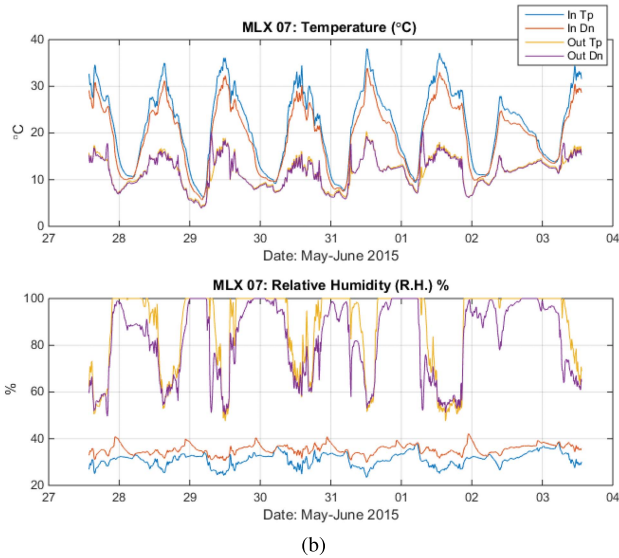 MLX 07: Temperature (°C)
In Tp
In Dn
Out Tp
Out Dn
40
30
20
10
0
°C
27 28 29 30 31 01 02 03 04
Date: May-June 2015
MLX 07: Relative Humidity (R.H.) %
100
80
60
40
20
%
27 28 29 30 31 01 02 03 04
Date: May-June 2015
(b)